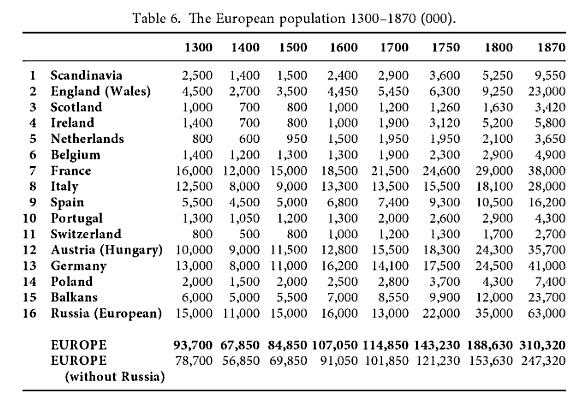 Table 6. The European population 1300–1870 (000).
1300 1400 1500 1600 1700 1750 1800 1870
1 Scandinavia 2,500 1,400 1,500 2,400 2,900 3,600 5,250 9,550
2 England (Wales) 4,500 2,700 3,500 4,450 5,450 6,300 9,250 23,000
3 Scotland 1,000 700 800 1,000 1,200 1,260 1,630 3,420
4 Ireland 1,400 700 800 1,000 1,900 3,120 5,200 5,800
5 Netherlands 800 600 950 1,500 1,950 1,950 2,100 3,650
6 Belgium 1,400 1,200 1,300 1,300 1,900 2,300 2,900 4,900
7 France 16,000 12,000 15,000 18,500 21,500 24,600 29,000 38,000
8 Italy 12,500 8,000 9,000 13,300 13,500 15,500 18,100 28,000
9 Spain 5,500 4,500 5,000 6,800 7,400 9,300 10,500 16,200
10 Portugal 1,300 1,050 1,200 1,300 2,000 2,600 2,900 4,300
11 Switzerland 800 500 800 1,000 1,200 1,300 1,700 2,700
12 Austria (Hungary) 10,000 9,000 11,500 12,800 15,500 18,300 24,300 35,700
13 Germany 13,000 8,000 11,000 16,200 14,100 17,500 24,500 41,000
14 Poland 2,000 1,500 2,000 2,500 2,800 3,700 4,300 7,400
15 Balkans 6,000 5,000 5,500 7,000 8,550 9,900 12,000 23,700
16 Russia (European) 15,000 11,000 15,000 16,000 13,000 22,000 35,000 63,000
EUROPE 93,700 67,850 84,850 107,050 114,850 143,230 188,630 310,320
EUROPE 78,700 56,850 69,850 91,050 101,850 121,230 153,630 247,320
(without Russia)